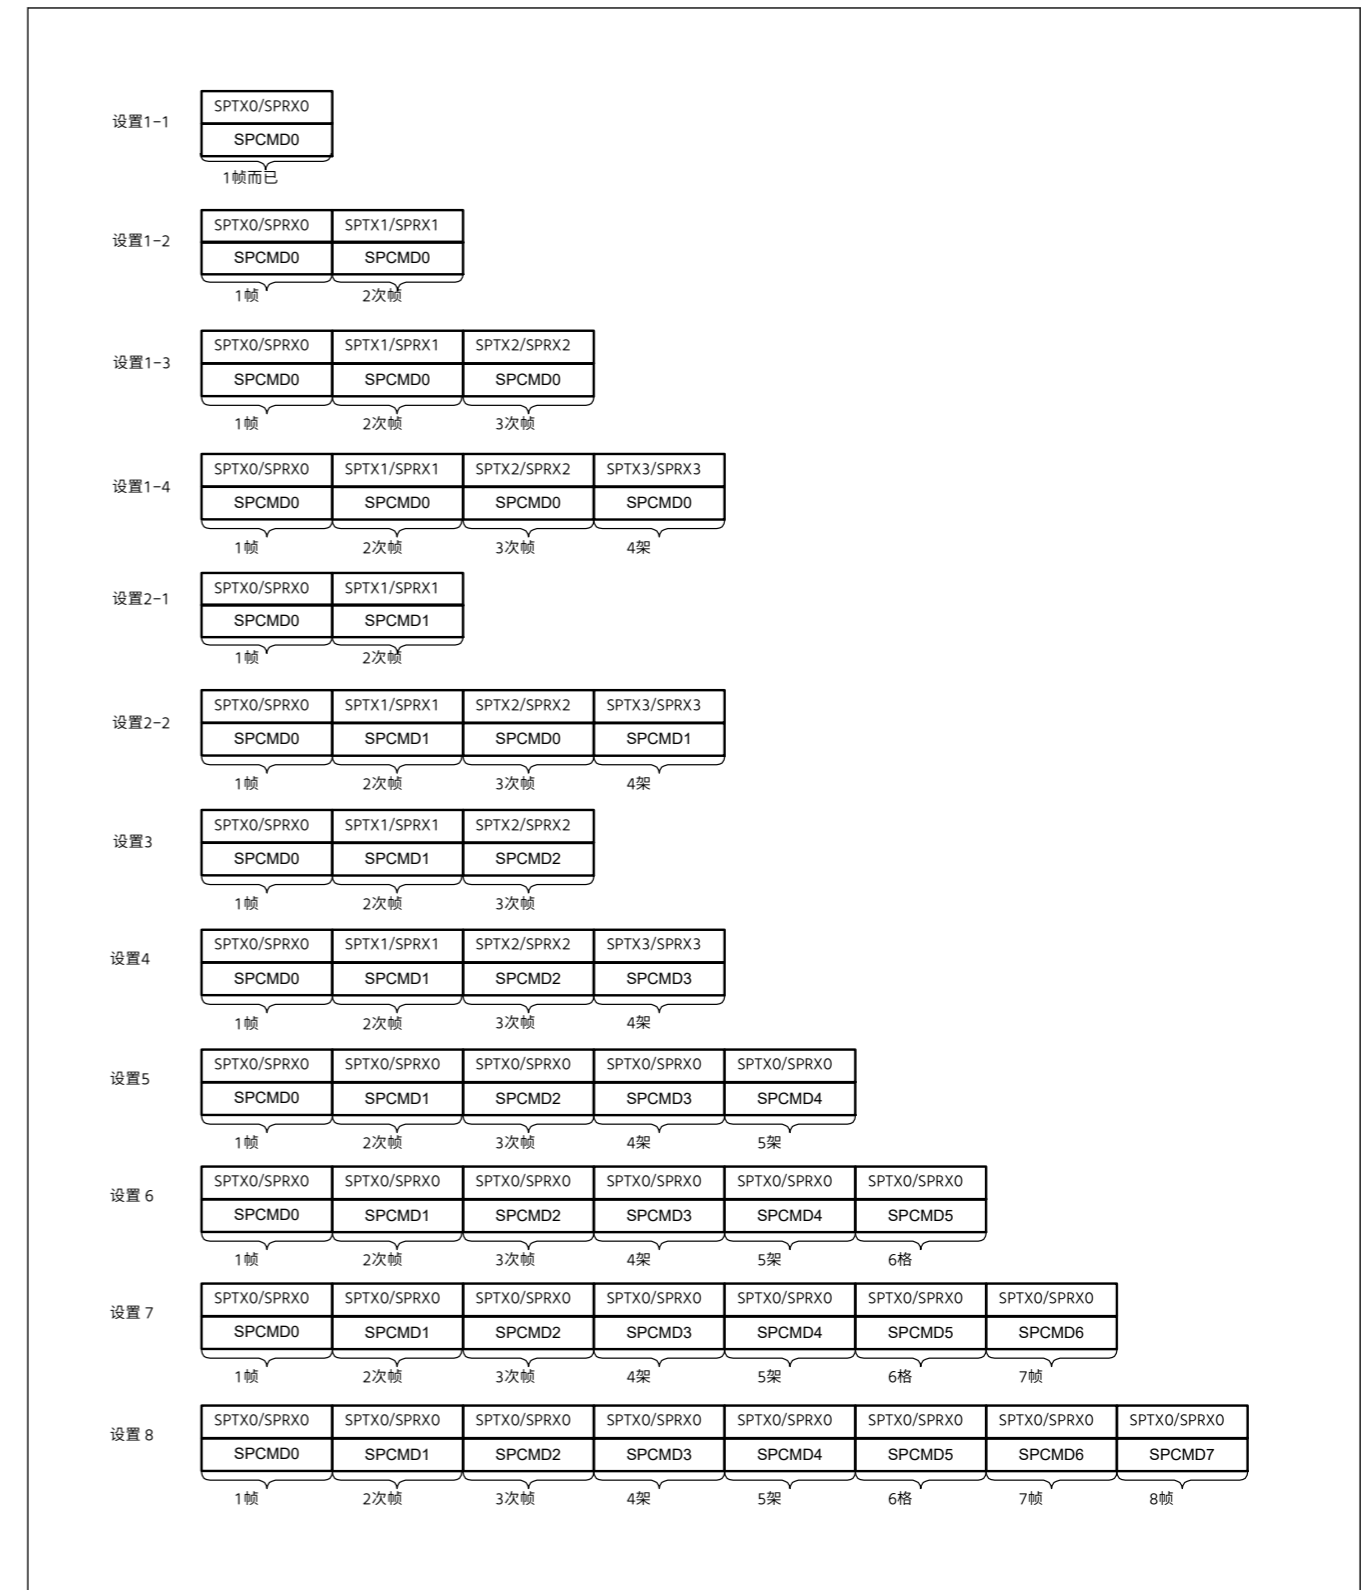 设置1-1
SPTX0/SPRX0
SPCMD0
1帧而已
设置1-2
SPTX0/SPRX0 SPTX1/SPRX1
SPCMD0 SPCMD0
1帧 2次帧
设置1-3
SPTX0/SPRX0 SPTX1/SPRX1 SPTX2/SPRX2
SPCMD0 SPCMD0 SPCMD0
1帧 2次帧 3次帧
设置1-4
SPTX0/SPRX0 SPTX1/SPRX1 SPTX2/SPRX2 SPTX3/SPRX3
SPCMD0 SPCMD0 SPCMD0 SPCMD0
1帧 2次帧 3次帧 4架
设置2-1
SPTX0/SPRX0 SPTX1/SPRX1
SPCMD0 SPCMD1
1帧 2次帧
设置2-2
SPTX0/SPRX0 SPTX1/SPRX1 SPTX2/SPRX2 SPTX3/SPRX3
SPCMD0 SPCMD1 SPCMD0 SPCMD1
1帧 2次帧 3次帧 4架
设置3
SPTX0/SPRX0 SPTX1/SPRX1 SPTX2/SPRX2
SPCMD0 SPCMD1 SPCMD2
1帧 2次帧 3次帧
设置4
SPTX0/SPRX0 SPTX1/SPRX1 SPTX2/SPRX2 SPTX3/SPRX3
SPCMD0 SPCMD1 SPCMD2 SPCMD3
1帧 2次帧 3次帧 4架
设置5
SPTX0/SPRX0 SPTX0/SPRX0 SPTX0/SPRX0 SPTX0/SPRX0 SPTX0/SPRX0
SPCMD0 SPCMD1 SPCMD2 SPCMD3 SPCMD4
1帧 2次帧 3次帧 4架 5架
设置 6
SPTX0/SPRX0 SPTX0/SPRX0 SPTX0/SPRX0 SPTX0/SPRX0 SPTX0/SPRX0 SPTX0/SPRX0
SPCMD0 SPCMD1 SPCMD2 SPCMD3 SPCMD4 SPCMD5
1帧 2次帧 3次帧 4架 5架 6格
设置 7
SPTX0/SPRX0 SPTX0/SPRX0 SPTX0/SPRX0 SPTX0/SPRX0 SPTX0/SPRX0 SPTX0/SPRX0 SPTX0/SPRX0
SPCMD0 SPCMD1 SPCMD2 SPCMD3 SPCMD4 SPCMD5 SPCMD6
1帧 2次帧 3次帧 4架 5架 6格 7帧
设置 8
SPTX0/SPRX0 SPTX0/SPRX0 SPTX0/SPRX0 SPTX0/SPRX0 SPTX0/SPRX0 SPTX0/SPRX0 SPTX0/SPRX0 SPTX0/SPRX0
SPCMD0 SPCMD1 SPCMD2 SPCMD3 SPCMD4 SPCMD5 SPCMD6 SPCMD7
1帧 2次帧 3次帧 4架 5架 6格 7帧 8帧